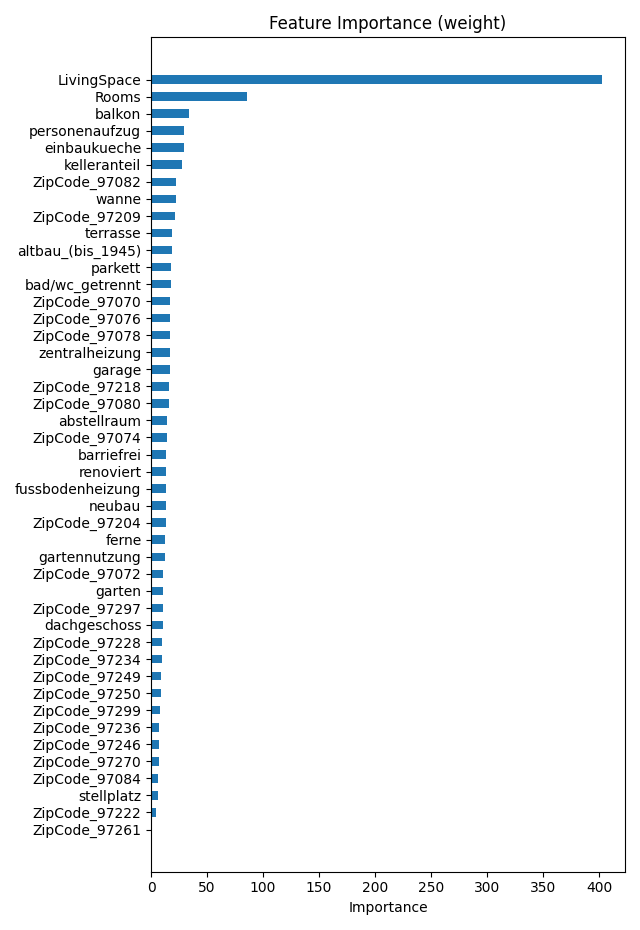 Feature Importance (weight)
LivingSpace
Rooms
balkon
personenaufzug
einbaukueche
kelleranteil
ZipCode_97082
wanne
ZipCode_97209
terrasse
altbau_(bis_1945)
parkett
bad/wc_getrennt
ZipCode_97070
ZipCode_97076
ZipCode_97078
zentralheizung
garage
ZipCode_97218
ZipCode_97080
abstellraum
ZipCode_97074
barriefrei
renoviert
fussbodenheizung
neubau
ZipCode_97204
ferne
gartennutzung
ZipCode_97072
garten
ZipCode_97297
dachgeschoss
ZipCode_97228
ZipCode_97234
ZipCode_97249
ZipCode_97250
ZipCode_97299
ZipCode_97236
ZipCode_97246
ZipCode_97270
ZipCode_97084
stellplatz
ZipCode_97222
ZipCode_97261
0 50 100 150 200 250 300 350 400
Importance